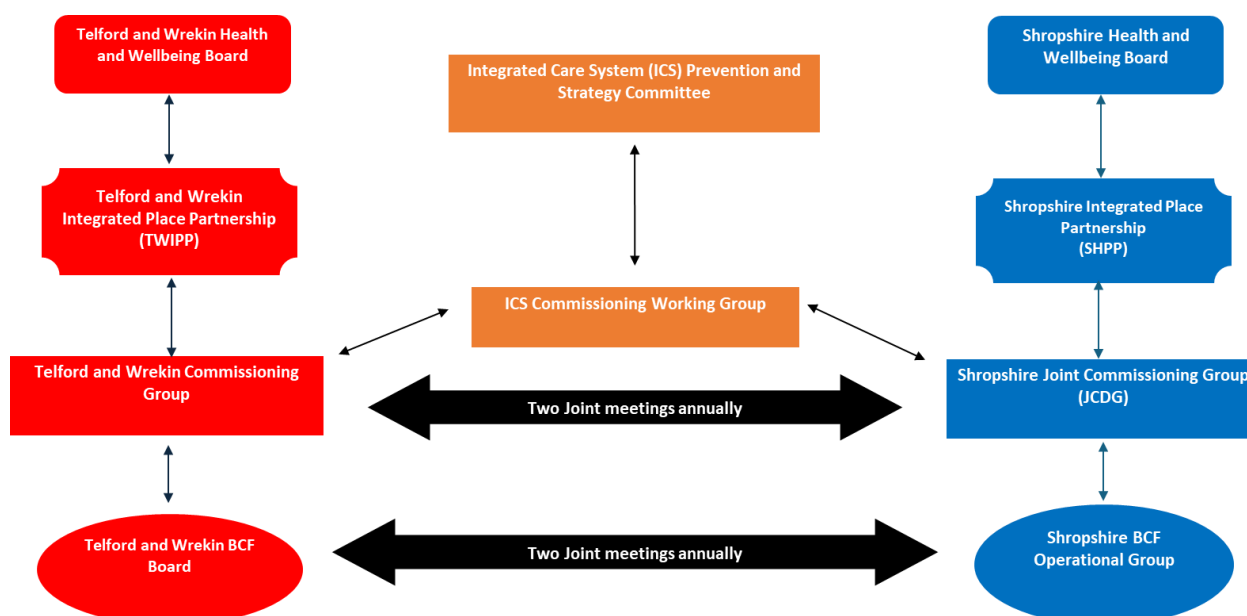 Telford and Wrekin Health
and Wellbeing Board
Integrated Care System (ICS) Prevention and
Strategy Committee
Shropshire Health and
Wellbeing Board
Telford and Wrekin
Integrated Place Partnership
(TWIPP)
Shropshire Integrated Place
Partnership
(SHPP)
ICS Commissioning Working Group
Telford and Wrekin Commissioning
Group
Two Joint meetings annually
Shropshire Joint Commissioning Group
(JCDG)
Telford and Wrekin BCF
Board
Two Joint meetings annually
Shropshire BCF
Operational Group